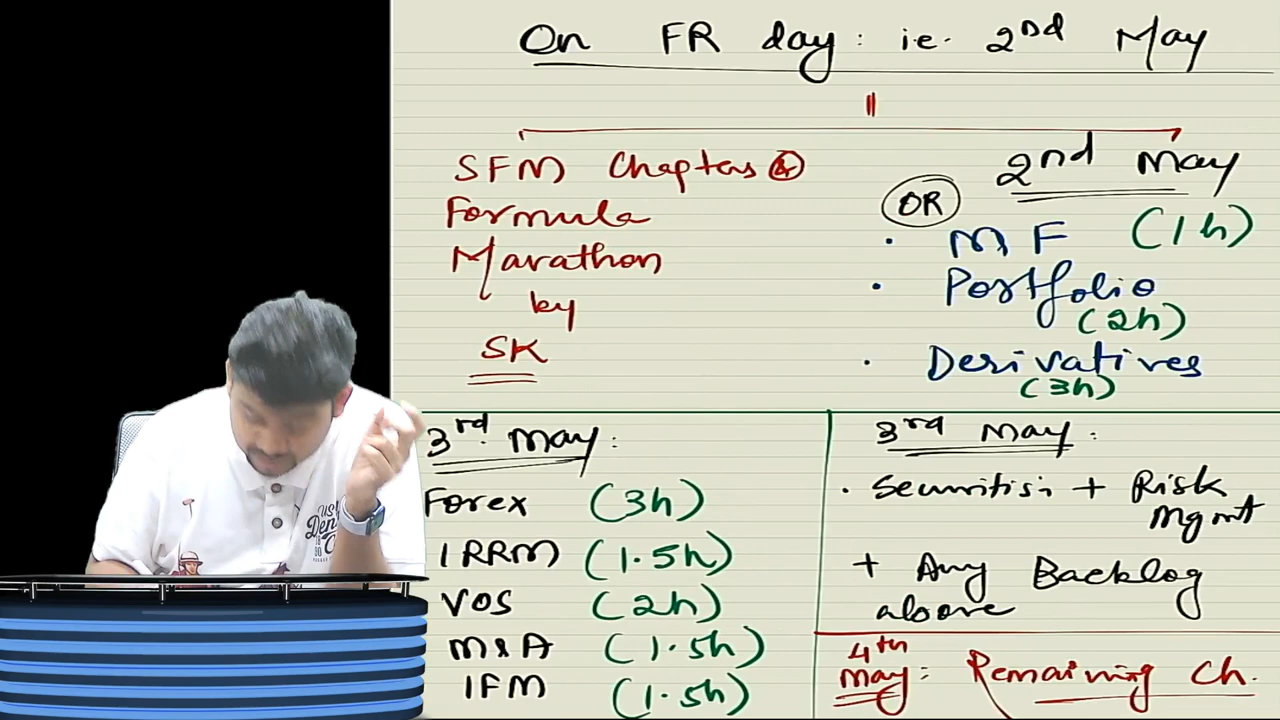 On FR day: i.e. 2nd May
SFM Chapters &
Formula
Marathon
by
SK
OR
2nd May
• MF (1h)
• Portfolio
(2h)
• Derivatives
(3h)
3rd May:
Forex (3h)
IRRM (1.5h)
VOS (2h)
M&A (1.5h)
IFM (1.5h)
3rd May:
• Securitisn + Risk
Mgmt
+ Any Backlog
above
4th
May: Remaining Ch.